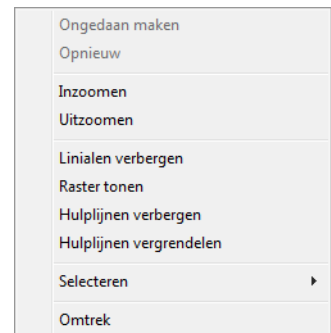 Ongedaan maken
Opnieuw
Inzoomen
Uitzoomen
Linialen verbergen
Raster tonen
Hulplijnen verbergen
Hulplijnen vergrendelen
Selecteren
Omtrek